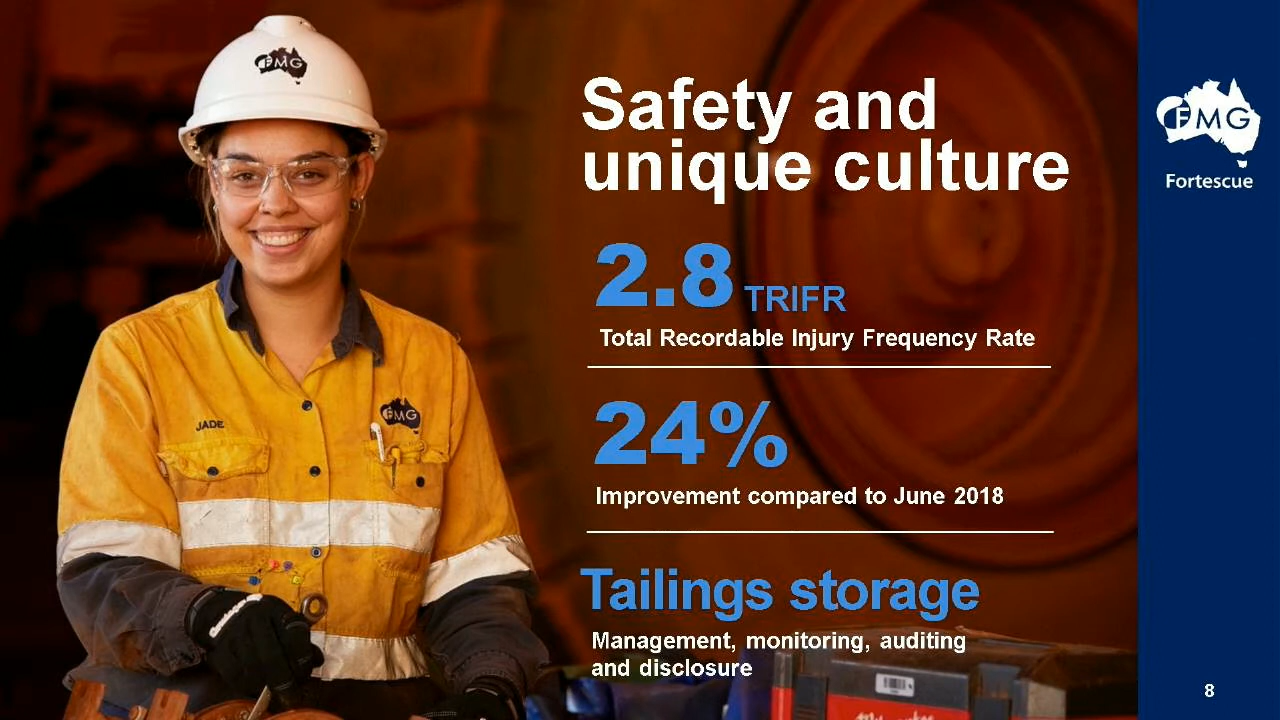 FMG
Safety and
unique culture
FMG
Fortescue
2.8 TRIFR
Total Recordable Injury Frequency Rate
24%
Improvement compared to June 2018
JADE
FMG
Tailings storage
Management, monitoring, auditing
and disclosure
Milwaukee
8